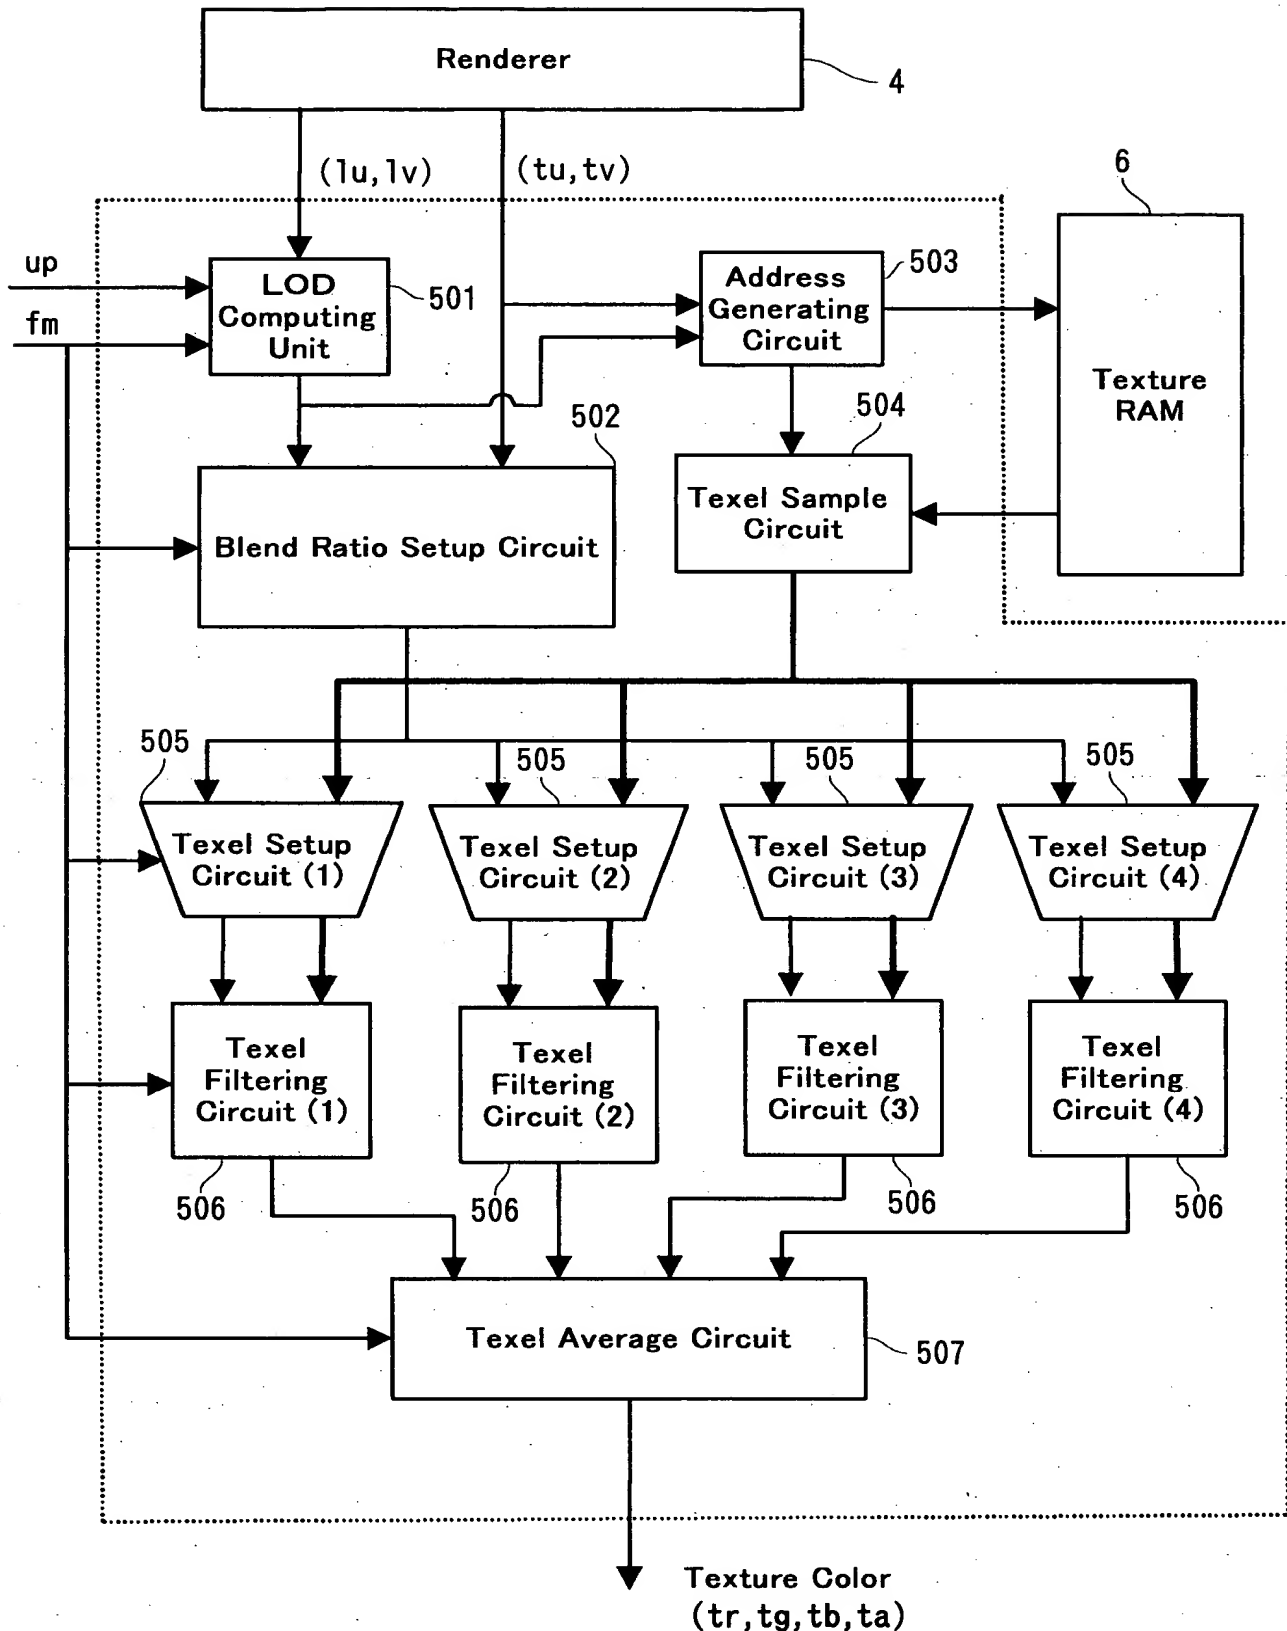 Renderer
4
(lu,lv)
(tu,tv)
6
up
fm
LOD
Computing
Unit
501
Address
Generating
Circuit
503
Texture
RAM
502
504
Blend Ratio Setup Circuit
Texel Sample
Circuit
505
505
505
505
Texel Setup
Circuit (1)
Texel Setup
Circuit (2)
Texel Setup
Circuit (3)
Texel Setup
Circuit (4)
Texel
Filtering
Circuit (1)
Texel
Filtering
Circuit (2)
Texel
Filtering
Circuit (3)
Texel
Filtering
Circuit (4)
506
506
506
506
Texel Average Circuit
507
Texture Color
(tr,tg,tb,ta)